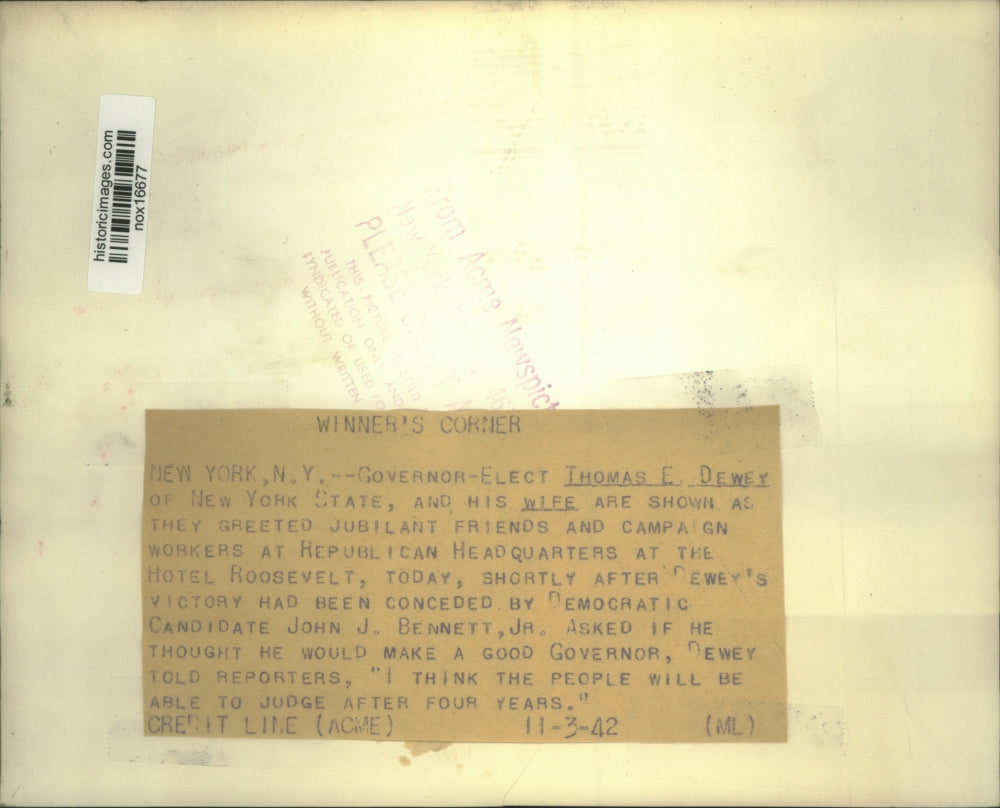 historicimages.com
nox16677
From Acme Newspict
New York
PLEASE
THIS PICTURE IS SOLD
PUBLICATION ONLY AND
SYNDICATED OR USED FO
WITHOUT WRITTEN
WINNER'S CORNER
NEW YORK,N.Y.--GOVERNOR-ELECT THOMAS E. DEWEY
OF NEW YORK STATE, AND HIS WIFE ARE SHOWN AS
THEY GREETED JUBILANT FRIENDS AND CAMPAIGN
WORKERS AT REPUBLICAN HEADQUARTERS AT THE
HOTEL ROOSEVELT, TODAY, SHORTLY AFTER DEWEY'S
VICTORY HAD BEEN CONCEDED BY DEMOCRATIC
CANDIDATE JOHN J. BENNETT,JR. ASKED IF HE
THOUGHT HE WOULD MAKE A GOOD GOVERNOR, DEWEY
TOLD REPORTERS, "I THINK THE PEOPLE WILL BE
ABLE TO JUDGE AFTER FOUR YEARS."
CREDIT LINE (ACME) 11-3-42 (ML)